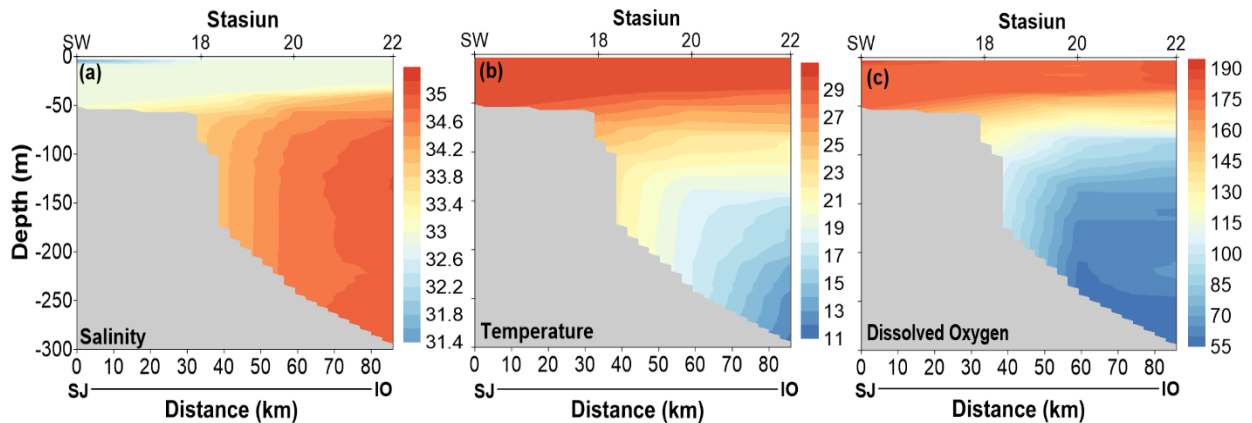 Stasiun
SW 18 20 22
(a)
0
-50
-100
-150
-200
-250
-300
Depth (m)
Salinity
0 10 20 30 40 50 60 70 80
SJ IO
Distance (km)
35
34.6
34.2
33.8
33.4
33
32.6
32.2
31.8
31.4
Stasiun
SW 18 20 22
(b)
Temperature
0 10 20 30 40 50 60 70 80
SJ IO
Distance (km)
29
27
25
23
21
19
17
15
13
11
Stasiun
SW 18 20 22
(c)
Dissolved Oxygen
0 10 20 30 40 50 60 70 80
SJ IO
Distance (km)
190
175
160
145
130
115
100
85
70
55